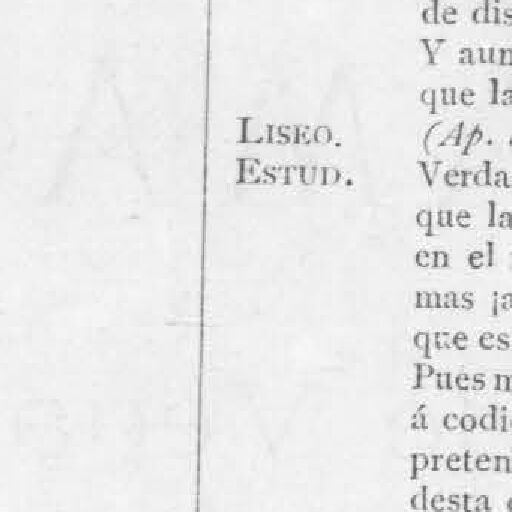 de dis
Y aun
que la
LISEO. (Ap.
ESTUD. Verda
que la
en el
mas ¡a
que es
Pues m
á codi
preten
desta